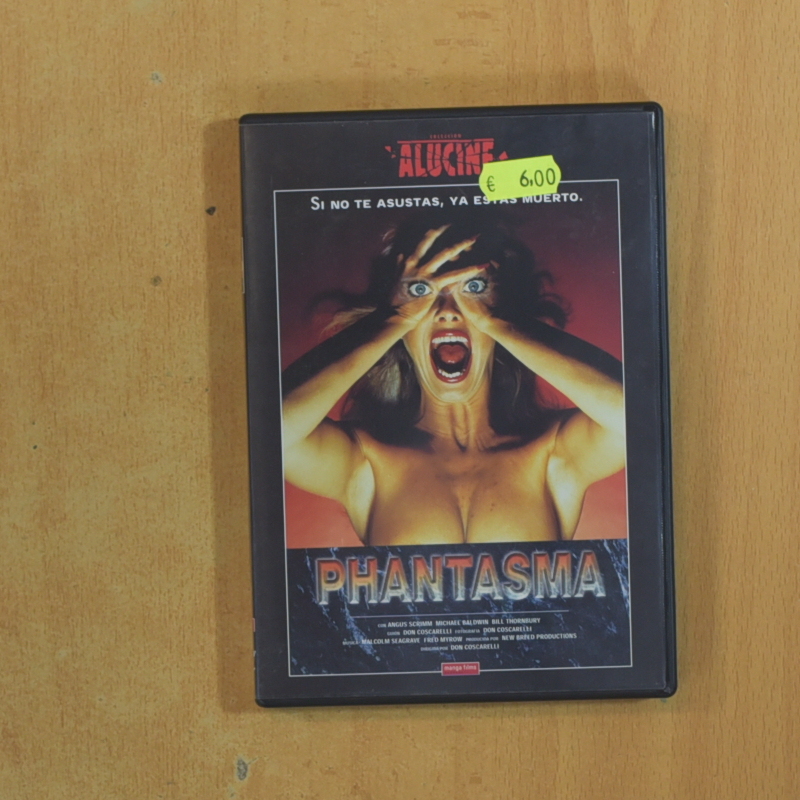 COLECCIÓN
ALUCINE
€ 6,00
SI NO TE ASUSTAS, YA ESTÁS MUERTO.
PHANTASMA
CON ANGUS SCRIMM MICHAEL BALDWIN BILL THORNBURY
GUION DON COSCARELLI FOTOGRAFÍA DON COSCARELLI
MÚSICA MALCOLM SEAGRAVE FRED MYROW PRODUCIDA POR NEW BREED PRODUCTIONS
DIRIGIDA POR DON COSCARELLI
manga films